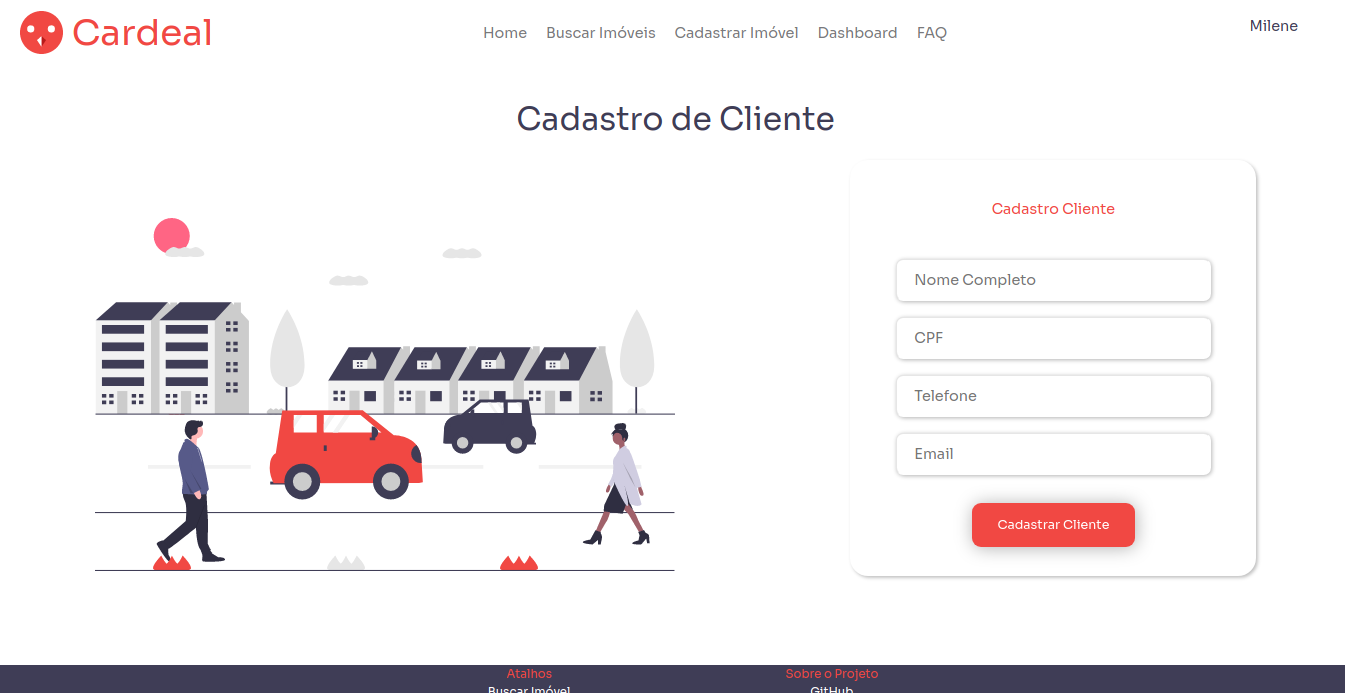 Cardeal
Home Buscar Imóveis Cadastrar Imóvel Dashboard FAQ
Milene
Cadastro de Cliente
Cadastro Cliente
Nome Completo
CPF
Telefone
Email
Cadastrar Cliente
Atalhos
Buscar Imóvel
Sobre o Projeto
GitHub